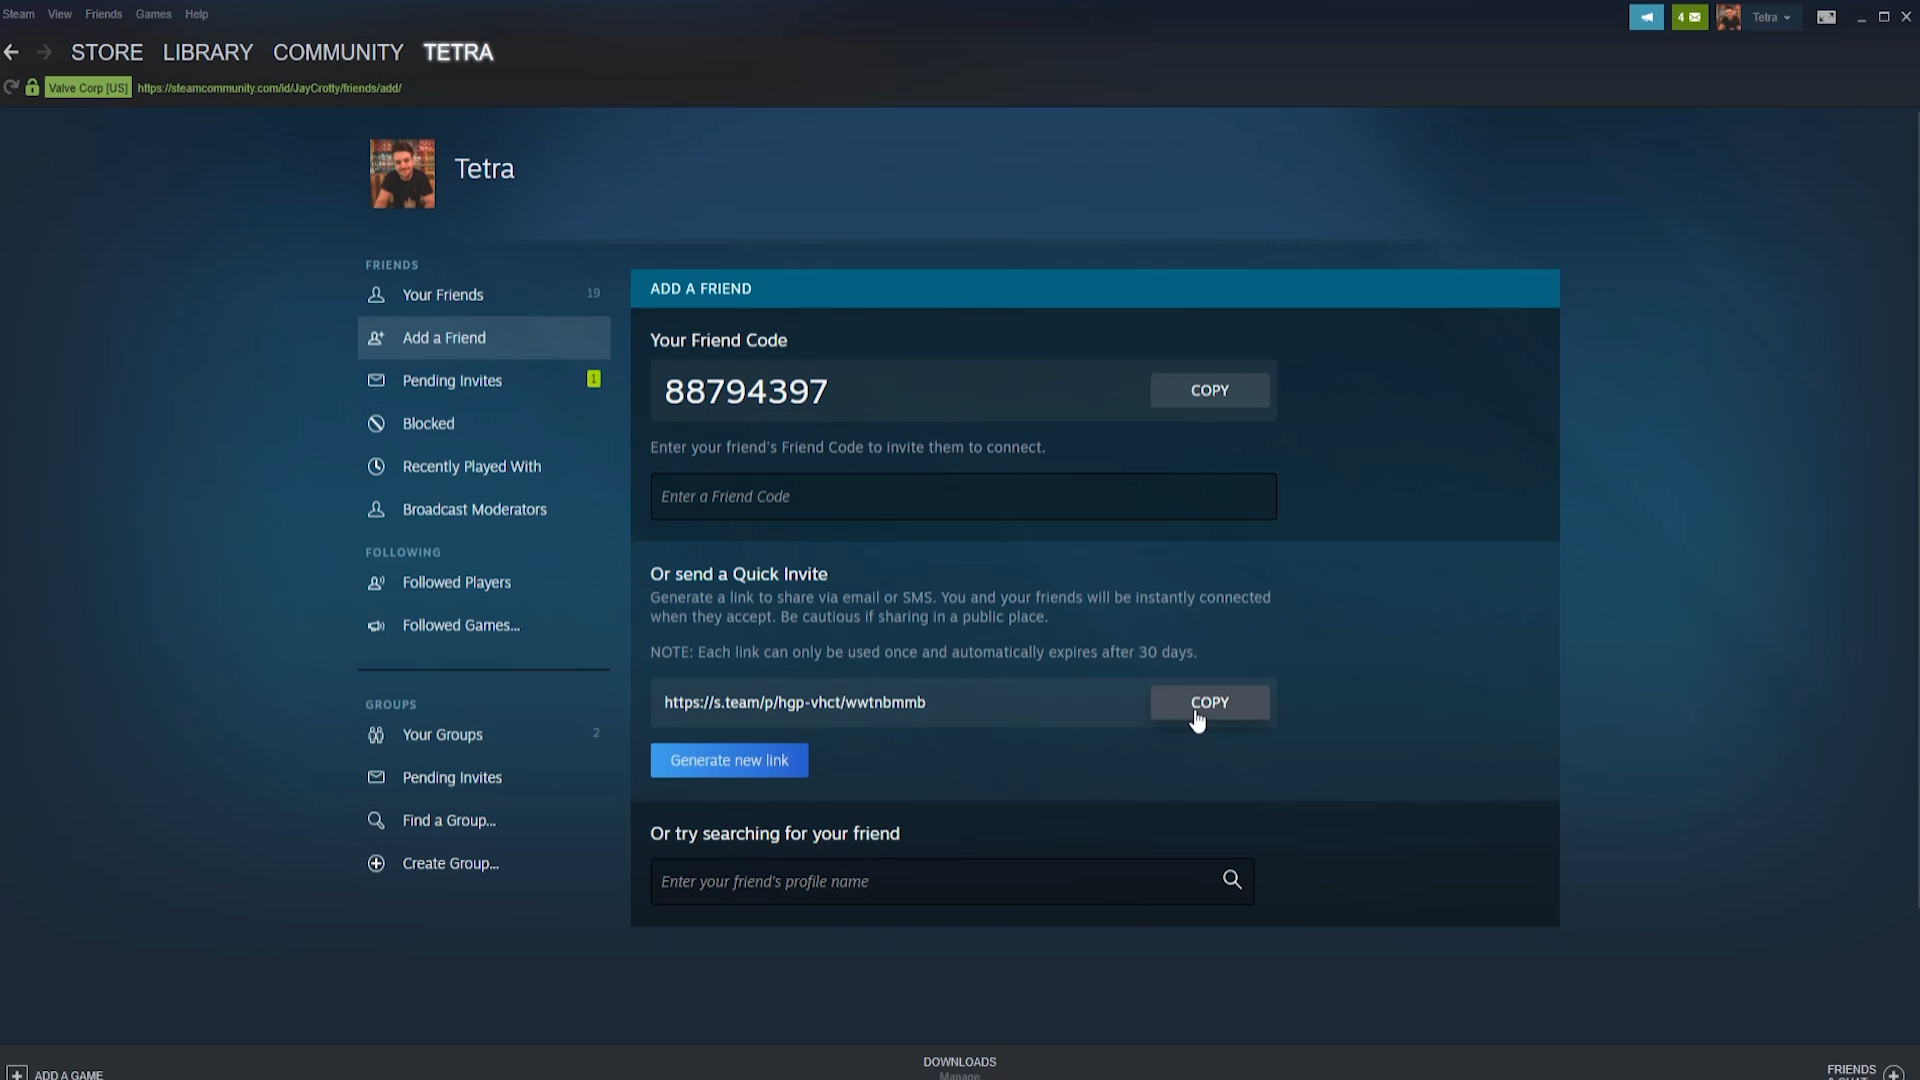 Steam View Friends Games Help
4 Tetra
STORE LIBRARY COMMUNITY TETRA
Valve Corp [US] https://steamcommunity.com/id/JayCrotty/friends/add/
Tetra
FRIENDS
Your Friends 19
Add a Friend
Pending Invites 1
Blocked
Recently Played With
Broadcast Moderators
FOLLOWING
Followed Players
Followed Games...
GROUPS
Your Groups 2
Pending Invites
Find a Group...
Create Group...
ADD A FRIEND
Your Friend Code
88794397 COPY
Enter your friend's Friend Code to invite them to connect.
Enter a Friend Code
Or send a Quick Invite
Generate a link to share via email or SMS. You and your friends will be instantly connected
when they accept. Be cautious if sharing in a public place.
NOTE: Each link can only be used once and automatically expires after 30 days.
https://s.team/p/hgp-vhct/wwtnbmmb COPY
Generate new link
Or try searching for your friend
Enter your friend's profile name
ADD A GAME
DOWNLOADS
Manage
FRIENDS
& CHAT